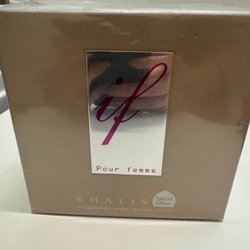 if
Pour femme
KHALIS
Special
Edition